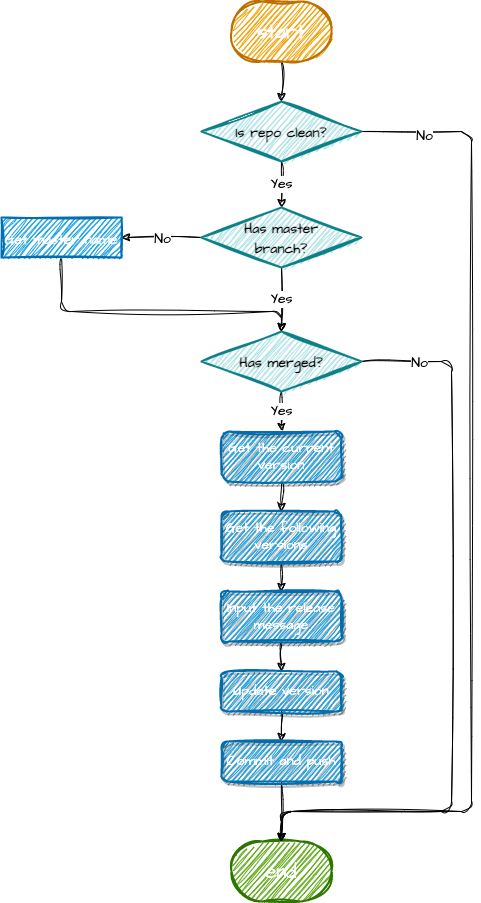 start
Is repo clean?
No
Yes
Has master
branch?
No
Get master name
Yes
Has merged?
No
Yes
Get the current
version
Get the following
versions
Input the release
message
Update version
Commit and push
end